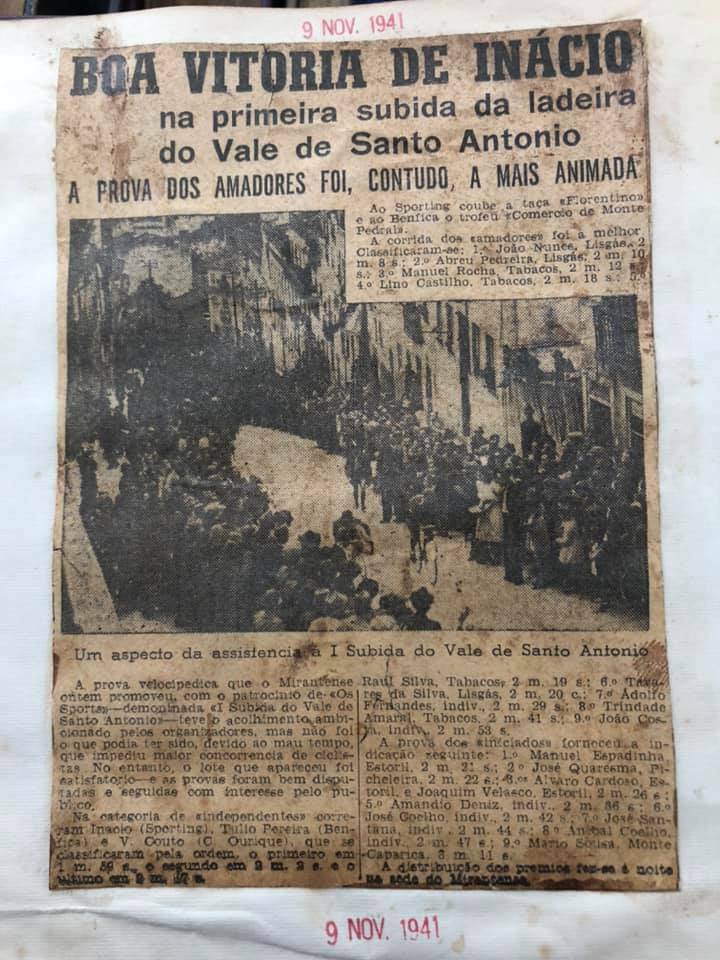 9 NOV. 1941
BOA VITORIA DE INÁCIO
na primeira subida da ladeira
do Vale de Santo Antonio
A PROVA DOS AMADORES FOI, CONTUDO, A MAIS ANIMADA
Ao Sporting coube a taça «Florentino»
e ao Benfica o trofeu «Comercio de Monte
Pedral».
A corrida dos «amadores» foi a melhor
Classificaram-se; 1.º João Nunes, Lisgás, 2
m. 8 s.; 2.º Abreu Pedreira, Lisgás, 2 m. 10
s.; 3.º Manuel Rocha, Tabacos, 2 m. 12 s.;
4.º Lino Castilho, Tabacos, 2 m. 18 s.; 5.º
Um aspecto da assistencia á I Subida do Vale de Santo Antonio
A prova velocipedica que o Mirantense
ontem promoveu, com o patrocinio de «Os
Sports»—demoninada «I Subida do Vale de
Santo Antonio»—teve o acolhimento ambi-
cionado pelos organizadores, mas não foi
o que podia ter sido, devido ao mau tempo,
que impediu maior concorrencia de ciclis-
tas. No entanto, o lote que apareceu foi
satisfatorio—e as provas foram bem dispu-
tadas e seguidas com interesse pelo pu-
blico.
Na categoria de «independentes» corre-
ram Inacio (Sporting), Tulio Pereira (Ben-
fica) e V. Couto (C. Ourique), que se
classificaram pela ordem, o primeiro em
1 m. 59 s., o segundo em 2 m. 2 s. e o
ultimo em 2 m. s.
Raul Silva, Tabacos, 2 m. 19 s.; 6.º Tava-
res da Silva, Lisgás, 2 m. 20 c.; 7.º Adolfo
Fernandes, indiv., 2 m. 29 s.; 8.º Trindade
Amaral, Tabacos, 2 m. 41 s.; 9.º João Cos-
ta, indiv., 2 m. 53 s.
A prova dos «iniciados» forneceu a in-
dicação seguinte: 1.º Manuel Espadinha,
Estoril, 2 m. 21 s.; 2.º José Quaresma, Pi-
cheleira, 2 m. 22 s.; 3.os Alvaro Cardoso, Es-
toril, e Joaquim Velasco, Estoril, 2 m. 26 s.;
5.º Amandio Deniz, indiv., 2 m. 36 s.; 6.º
José Coelho, indiv., 2 m. 42 s.; 7.º José San-
tana, indiv., 2 m. 44 s.; 8.º Anibal Coelho,
indiv., 2 m. 47 s.; 9.º Mario Sousa, Monte
Caparica, 3 m. 11 s.
A distribuição dos premios fez-se á noite
na séde do Mirantense.
9 NOV. 1941